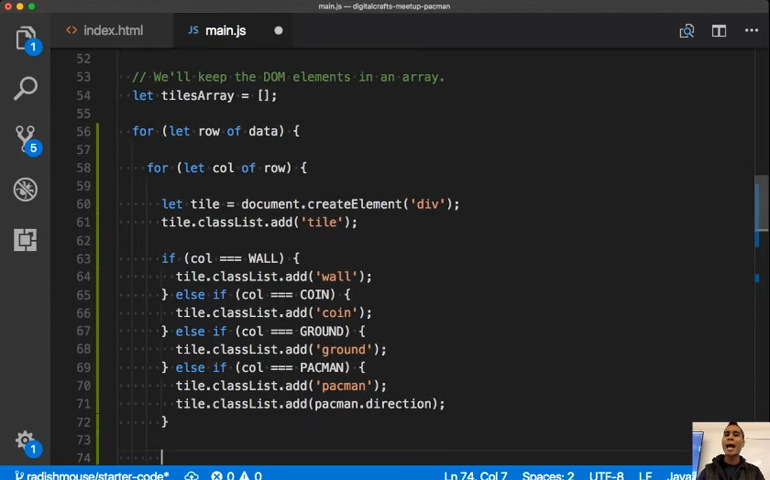 main.js — digitalcrafts-meetup-pacman
index.html
main.js
52
53 // We'll keep the DOM elements in an array.
54 let tilesArray = [];
55
56 for (let row of data) {
57
58 for (let col of row) {
59
60 let tile = document.createElement('div');
61 tile.classList.add('tile');
62
63 if (col === WALL) {
64 tile.classList.add('wall');
65 } else if (col === COIN) {
66 tile.classList.add('coin');
67 } else if (col === GROUND) {
68 tile.classList.add('ground');
69 } else if (col === PACMAN) {
70 tile.classList.add('pacman');
71 tile.classList.add(pacman.direction);
72 }
73
74
1
5
1
radishmouse/starter-code* 0 0 Ln 74, Col 7 Spaces: 2 UTF-8 LF Java